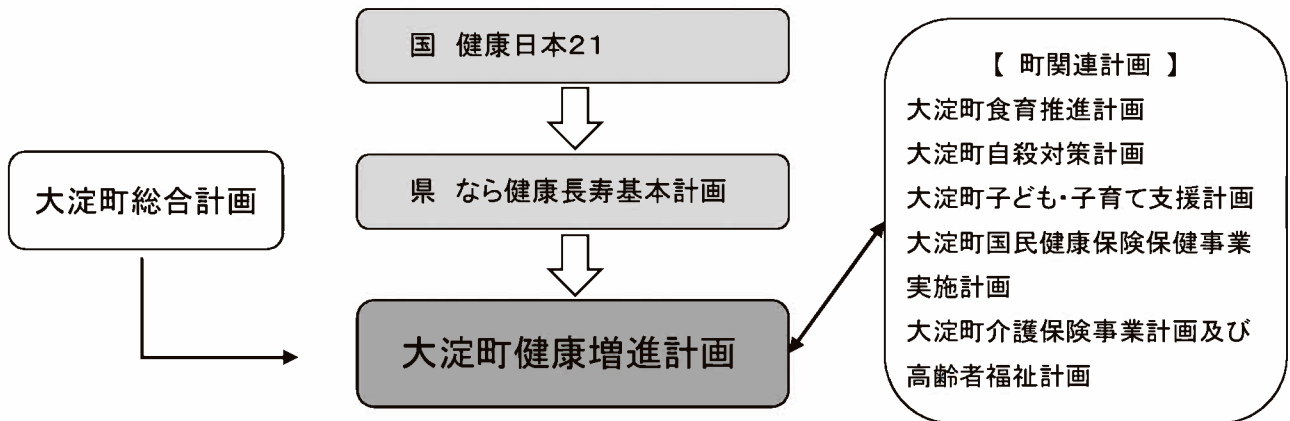 国 健康日本21
県 なら健康長寿基本計画
大淀町総合計画
大淀町健康増進計画
【 町関連計画 】
大淀町食育推進計画
大淀町自殺対策計画
大淀町子ども・子育て支援計画
大淀町国民健康保険保健事業
実施計画
大淀町介護保険事業計画及び
高齢者福祉計画